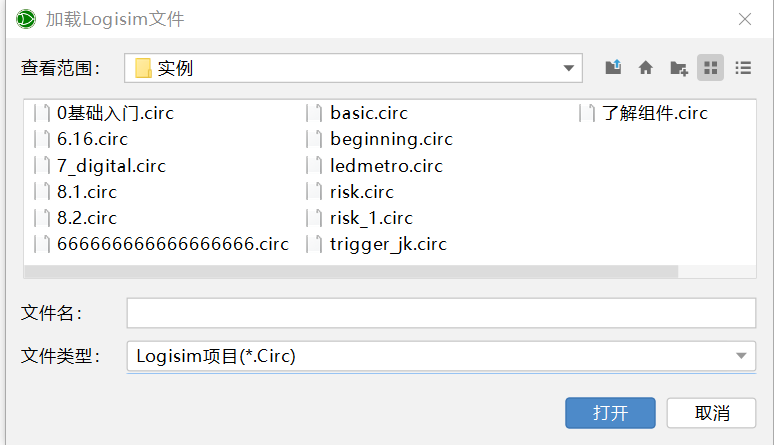 加载Logisim文件
查看范围：
实例
0基础入门.circ
6.16.circ
7_digital.circ
8.1.circ
8.2.circ
666666666666666666.circ
basic.circ
beginning.circ
ledmetro.circ
risk.circ
risk_1.circ
trigger_jk.circ
了解组件.circ
文件名：
文件类型：
Logisim项目(*.Circ)
打开
取消